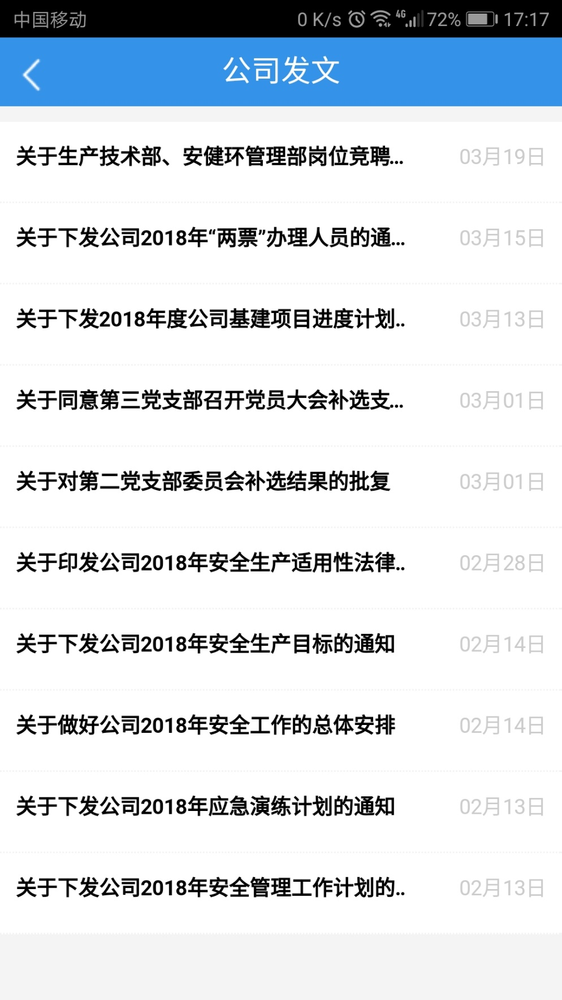 中国移动 0 K/s 4G 72% 17:17
公司发文
关于生产技术部、安健环管理部岗位竞聘... 03月19日
关于下发公司2018年“两票”办理人员的通... 03月15日
关于下发2018年度公司基建项目进度计划.. 03月13日
关于同意第三党支部召开党员大会补选支... 03月01日
关于对第二党支部委员会补选结果的批复 03月01日
关于印发公司2018年安全生产适用性法律.. 02月28日
关于下发公司2018年安全生产目标的通知 02月14日
关于做好公司2018年安全工作的总体安排 02月14日
关于下发公司2018年应急演练计划的通知 02月13日
关于下发公司2018年安全管理工作计划的.. 02月13日